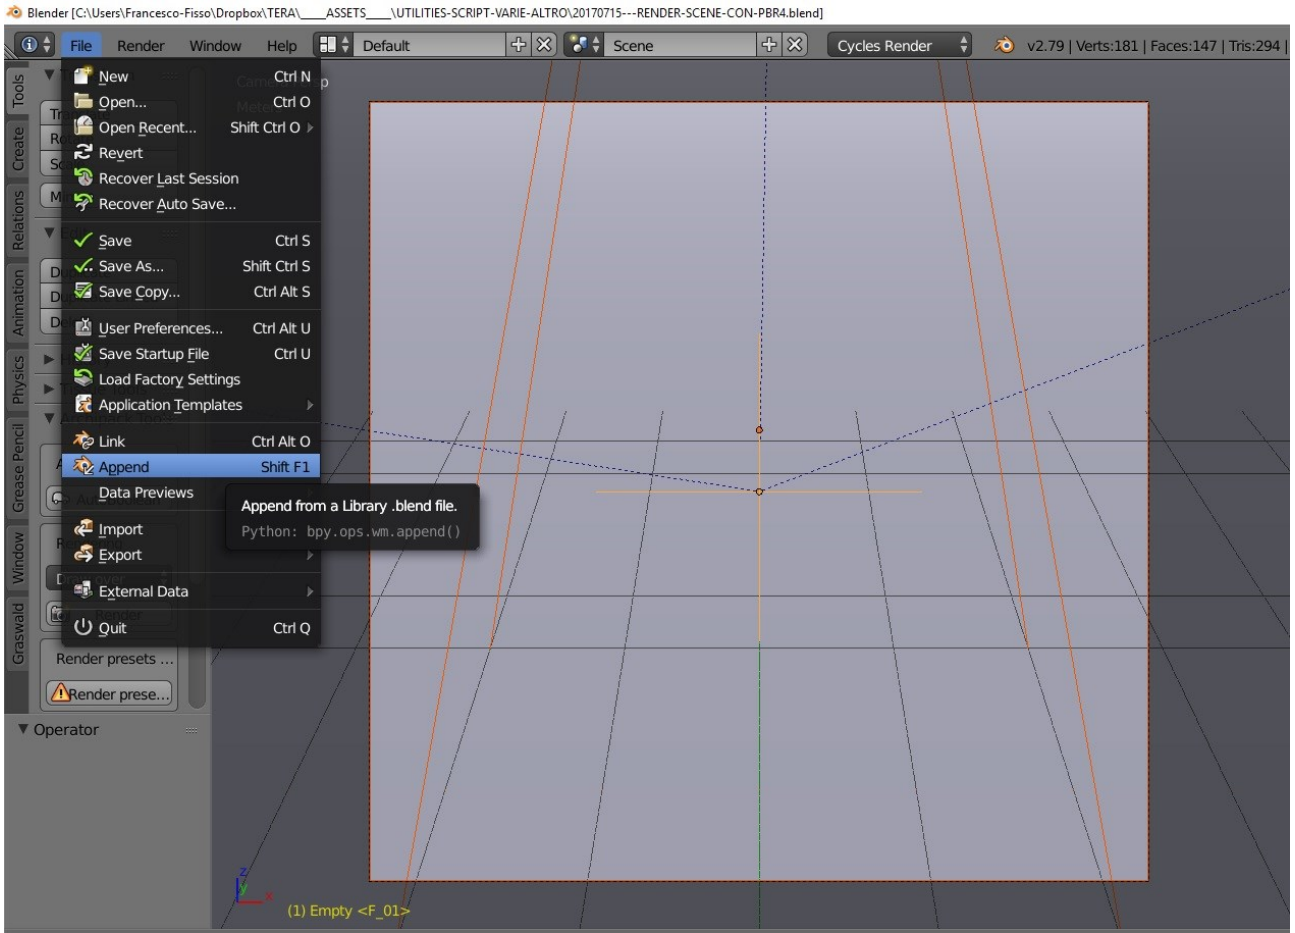 Blender [C:\Users\Francesco-Fisso\Dropbox\TERA\____ASSETS____\UTILITIES-SCRIPT-VARIE-ALTRO\20170715---RENDER-SCENE-CON-PBR4.blend]
File Render Window Help Default Scene Cycles Render v2.79 | Verts:181 | Faces:147 | Tris:294 |
New Ctrl N
Open... Ctrl O
Open Recent... Shift Ctrl O
Revert
Recover Last Session
Recover Auto Save...
Save Ctrl S
Save As... Shift Ctrl S
Save Copy... Ctrl Alt S
User Preferences... Ctrl Alt U
Save Startup File Ctrl U
Load Factory Settings
Application Templates
Link Ctrl Alt O
Append Shift F1
Data Previews
Append from a Library .blend file.
Python: bpy.ops.wm.append()
Import
Export
External Data
Quit Ctrl Q
Render presets ...
Render prese...
Operator
Tools
Create
Relations
Animation
Physics
Grease Pencil
Window
Graswald
z
y
x
(1) Empty <F_01>